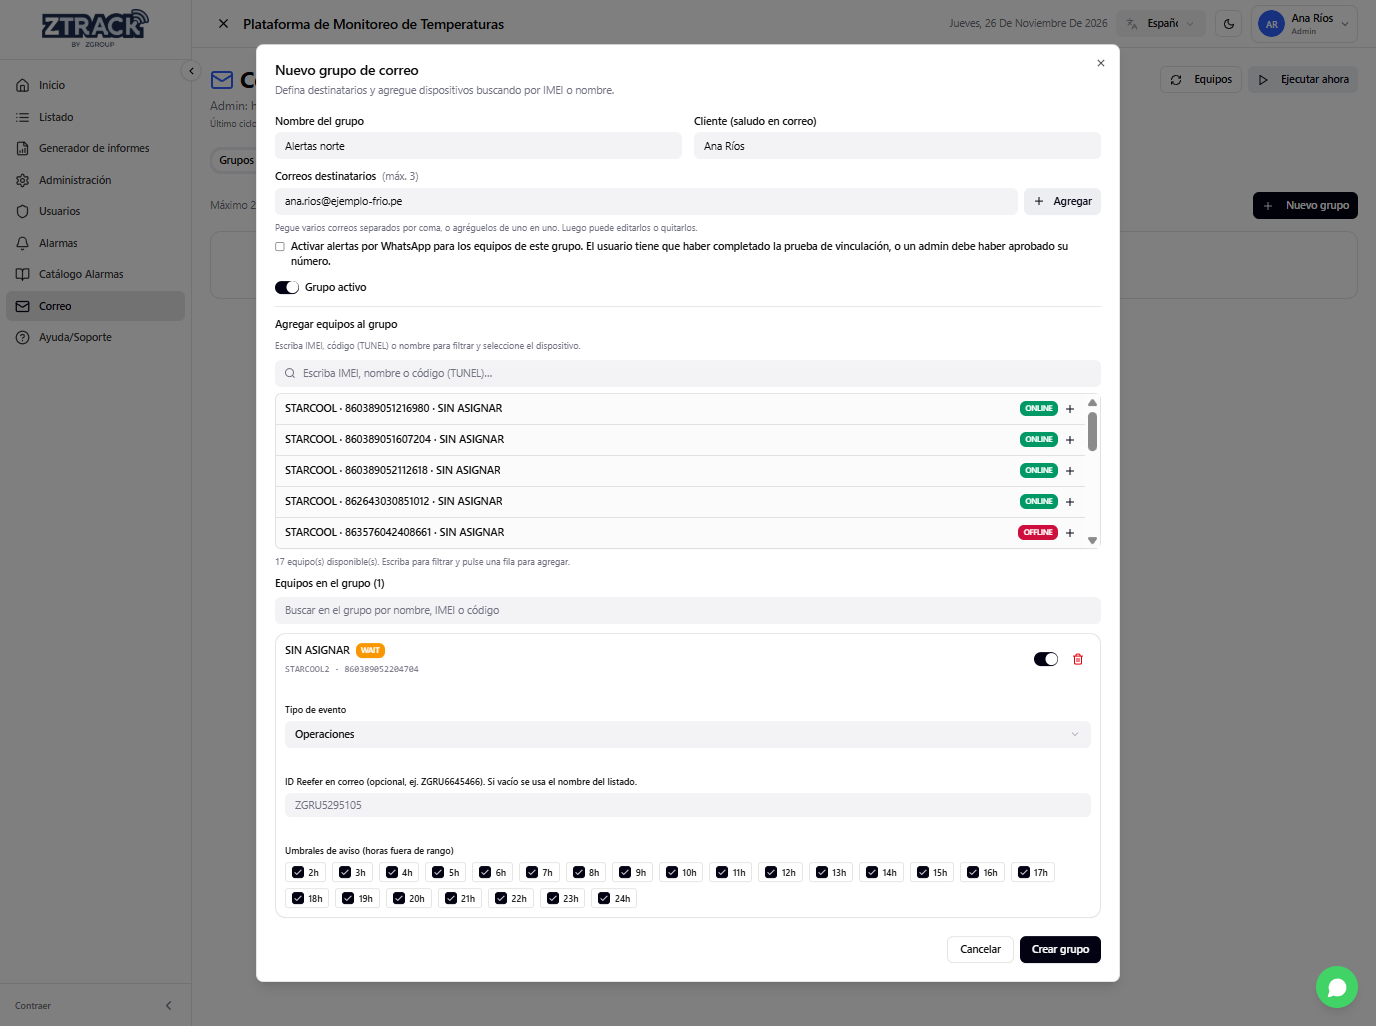 ZTRACK
BY ZGROUP
Inicio
Listado
Generador de informes
Administración
Usuarios
Alarmas
Catálogo Alarmas
Correo
Ayuda/Soporte
Contraer
Plataforma de Monitoreo de Temperaturas
Jueves, 26 De Noviembre De 2026
Españ
AR
Ana Ríos
Admin
Admin:
Último ciclo
Equipos
Ejecutar ahora
Grupos
Máximo 2
Nuevo grupo
Nuevo grupo de correo
Defina destinatarios y agregue dispositivos buscando por IMEI o nombre.
Nombre del grupo
Cliente (saludo en correo)
Alertas norte
Ana Ríos
Correos destinatarios (máx. 3)
ana.rios@ejemplo-frio.pe
Agregar
Pegue varios correos separados por coma, o agréguelos de uno en uno. Luego puede editarlos o quitarlos.
Activar alertas por WhatsApp para los equipos de este grupo. El usuario tiene que haber completado la prueba de vinculación, o un admin debe haber aprobado su
número.
Grupo activo
Agregar equipos al grupo
Escriba IMEI, código (TUNEL) o nombre para filtrar y seleccione el dispositivo.
Escriba IMEI, nombre o código (TUNEL)...
STARCOOL · 860389051216980 · SIN ASIGNAR ONLINE
STARCOOL · 860389051607204 · SIN ASIGNAR ONLINE
STARCOOL · 860389052112618 · SIN ASIGNAR ONLINE
STARCOOL · 862643030851012 · SIN ASIGNAR ONLINE
STARCOOL · 863576042408661 · SIN ASIGNAR OFFLINE
17 equipo(s) disponible(s). Escriba para filtrar y pulse una fila para agregar.
Equipos en el grupo (1)
Buscar en el grupo por nombre, IMEI o código
SIN ASIGNAR WAIT
STARCOOL2 · 860389052204704
Tipo de evento
Operaciones
ID Reefer en correo (opcional, ej. ZGRU6645466). Si vacío se usa el nombre del listado.
ZGRU5295105
Umbrales de aviso (horas fuera de rango)
2h 3h 4h 5h 6h 7h 8h 9h 10h 11h 12h 13h 14h 15h 16h 17h
18h 19h 20h 21h 22h 23h 24h
Cancelar
Crear grupo